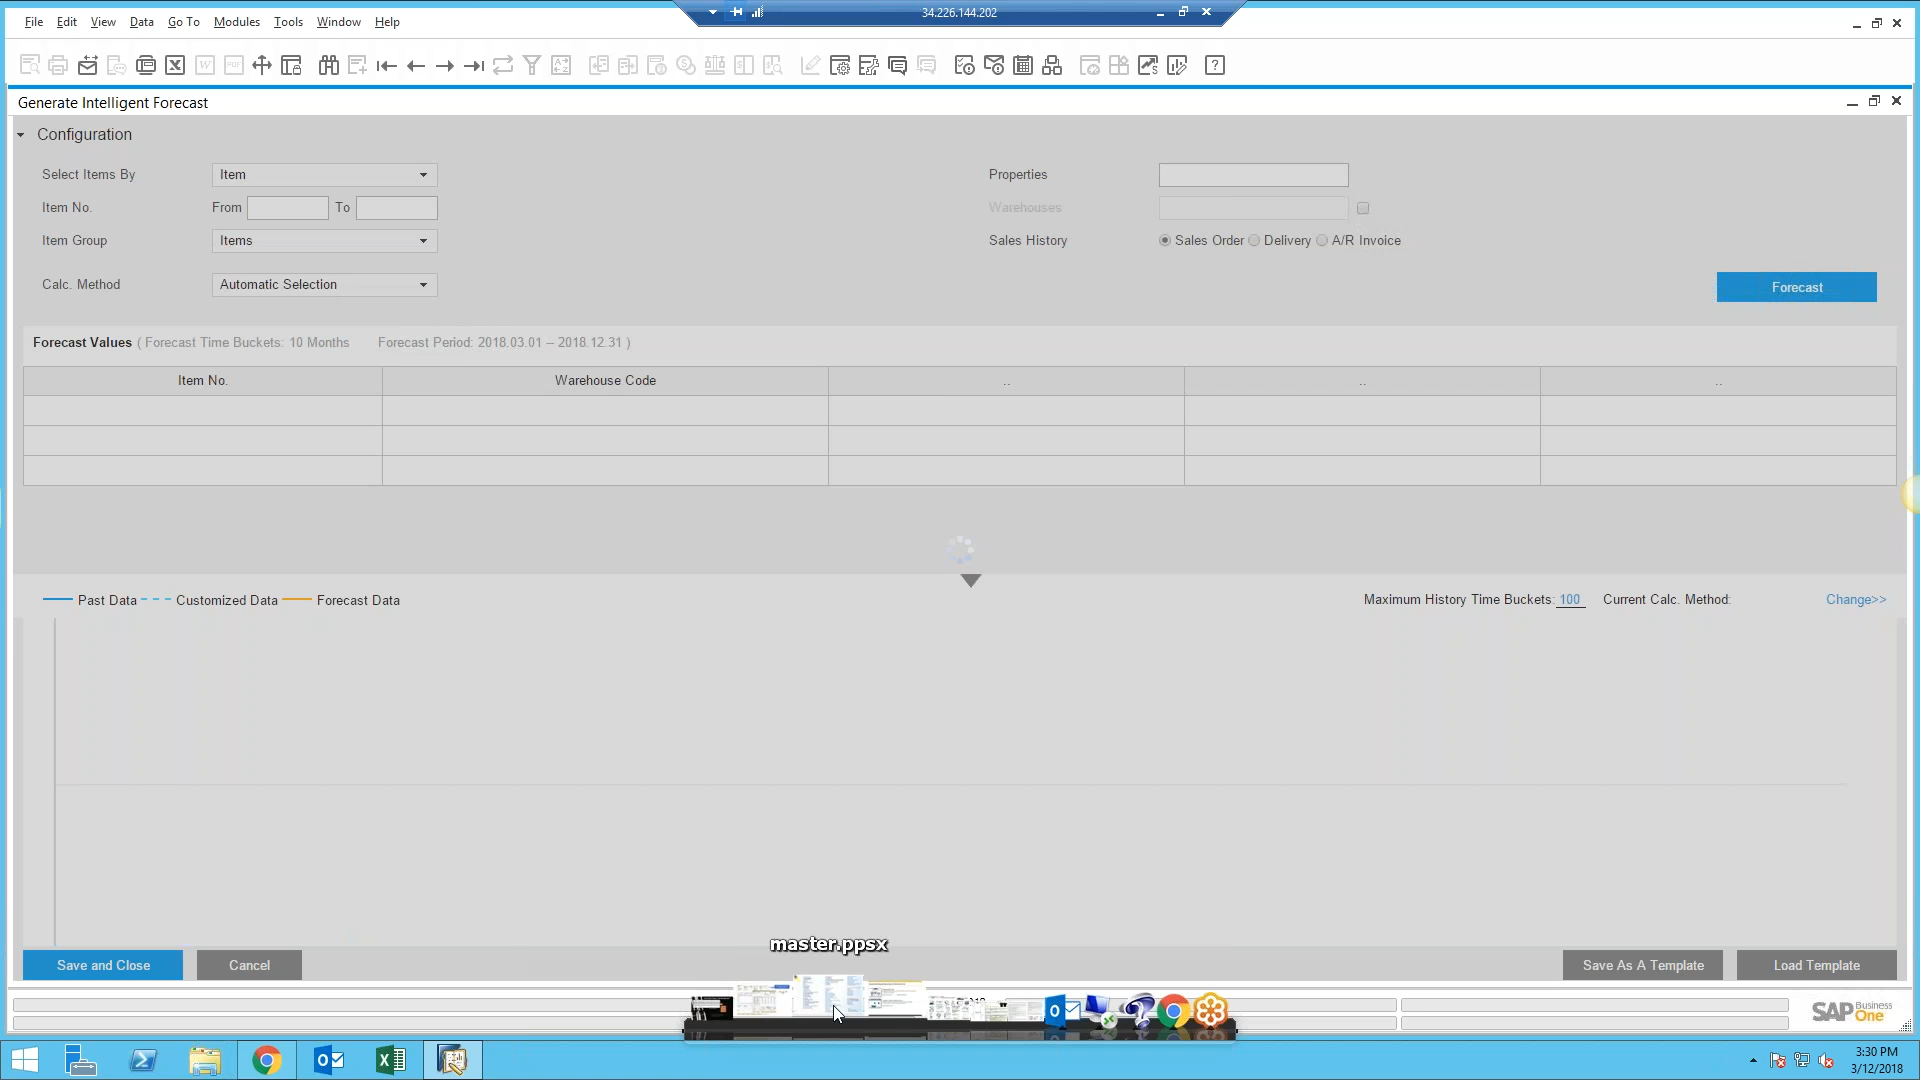 34.226.144.202
File Edit View Data Go To Modules Tools Window Help
Generate Intelligent Forecast
Configuration
Select Items By Item Properties
Item No. From To Warehouses
Item Group Items Sales History Sales Order Delivery A/R Invoice
Calc. Method Automatic Selection Forecast
Forecast Values ( Forecast Time Buckets: 10 Months Forecast Period: 2018.03.01 – 2018.12.31 )
Item No. Warehouse Code .. .. ..
Past Data Customized Data Forecast Data Maximum History Time Buckets: 100 Current Calc. Method: Change>>
master.ppsx
Save and Close Cancel Save As A Template Load Template
SAP Business One
3:30 PM
3/12/2018